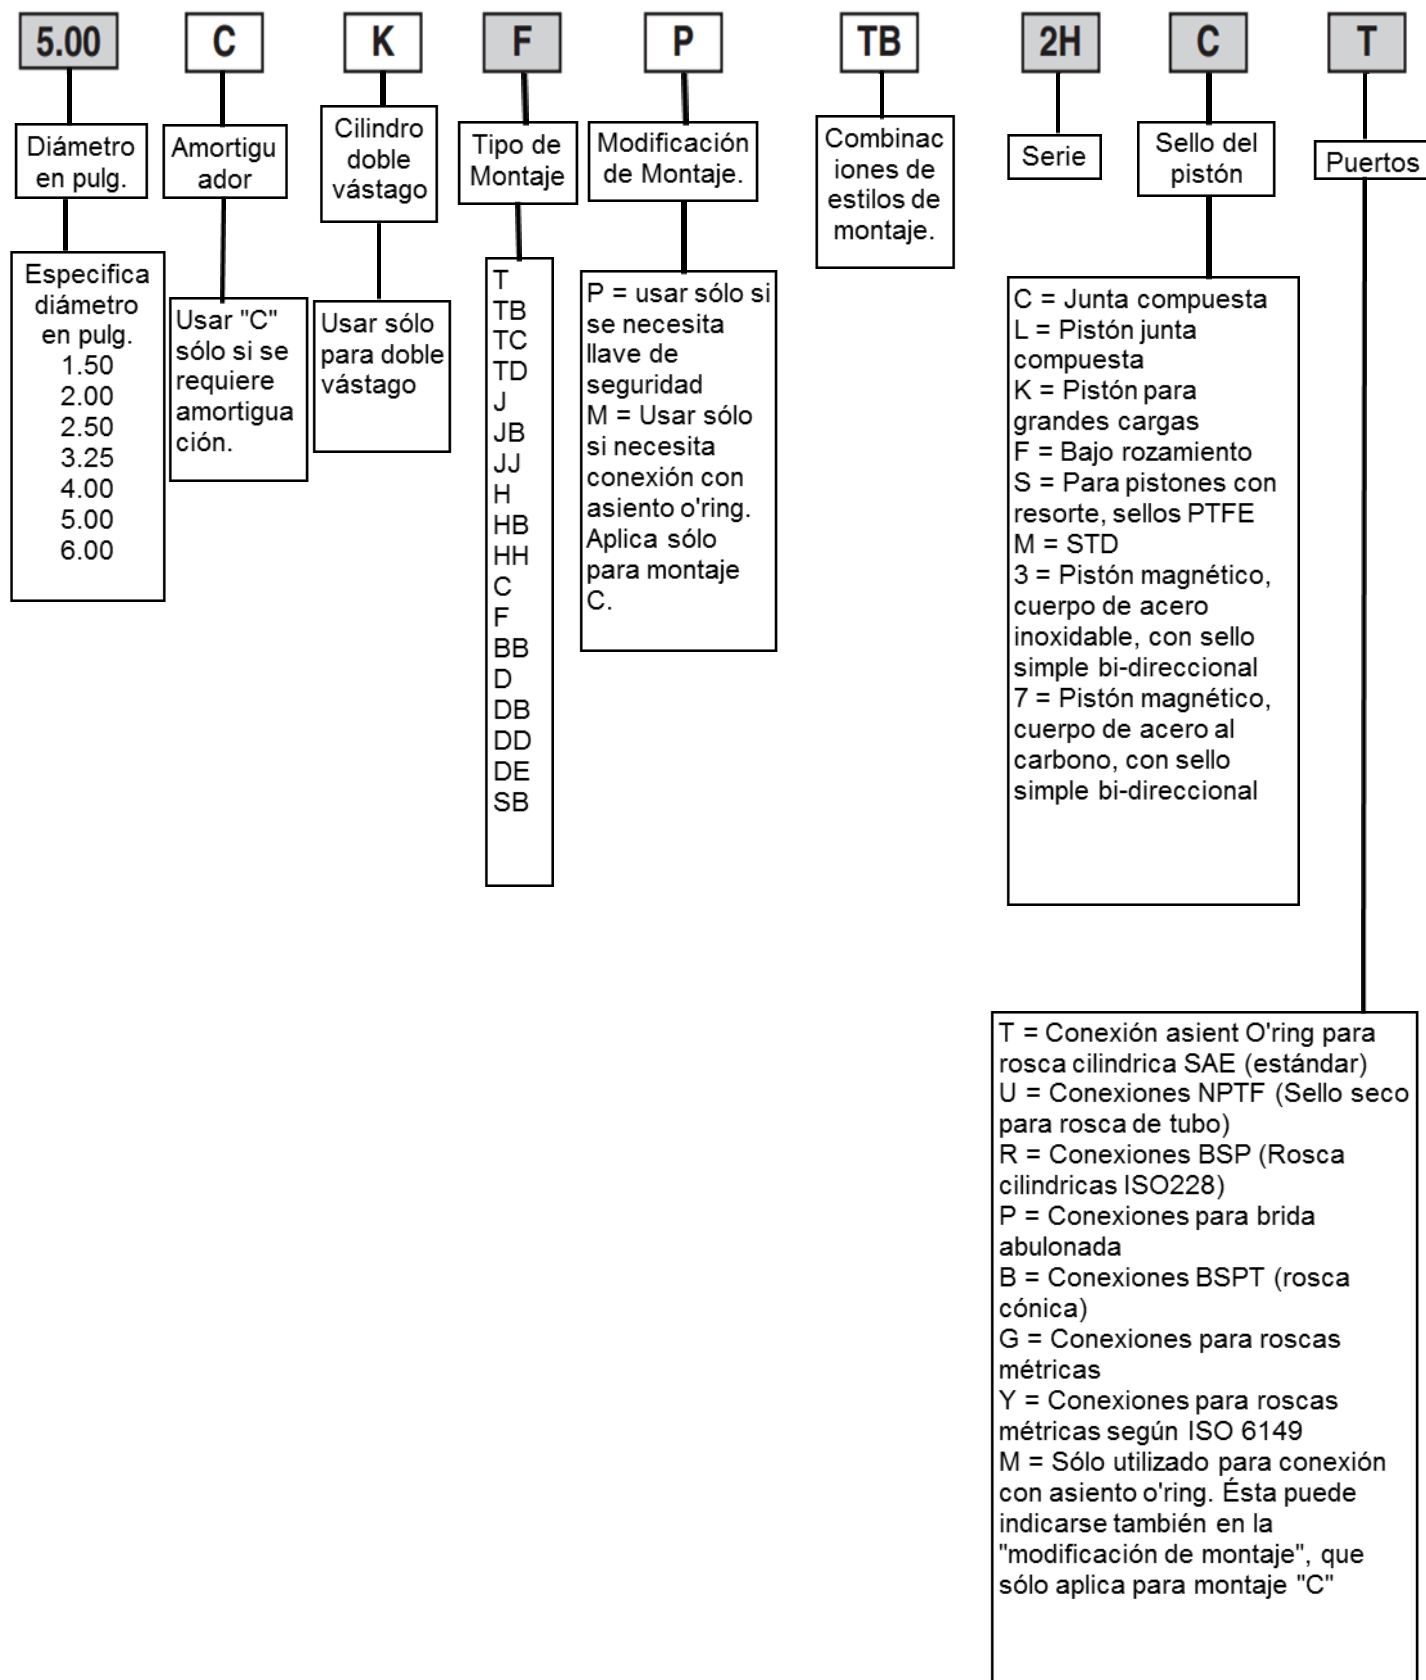 5.00 C K F P TB 2H C T
Diámetro
en pulg.
Amortigu
ador
Cilindro
doble
vástago
Tipo de
Montaje
Modificación
de Montaje.
Combinac
iones de
estilos de
montaje.
Serie
Sello del
pistón
Puertos
Especifica
diámetro
en pulg.
1.50
2.00
2.50
3.25
4.00
5.00
6.00
Usar "C"
sólo si se
requiere
amortigua
ción.
Usar sólo
para doble
vástago
T
TB
TC
TD
J
JB
JJ
H
HB
HH
C
F
BB
D
DB
DD
DE
SB
P = usar sólo si
se necesita
llave de
seguridad
M = Usar sólo
si necesita
conexión con
asiento o'ring.
Aplica sólo
para montaje
C.
C = Junta compuesta
L = Pistón junta
compuesta
K = Pistón para
grandes cargas
F = Bajo rozamiento
S = Para pistones con
resorte, sellos PTFE
M = STD
3 = Pistón magnético,
cuerpo de acero
inoxidable, con sello
simple bi-direccional
7 = Pistón magnético,
cuerpo de acero al
carbono, con sello
simple bi-direccional
T = Conexión asient O'ring para
rosca cilindrica SAE (estándar)
U = Conexiones NPTF (Sello seco
para rosca de tubo)
R = Conexiones BSP (Rosca
cilindricas ISO228)
P = Conexiones para brida
abulonada
B = Conexiones BSPT (rosca
cónica)
G = Conexiones para roscas
métricas
Y = Conexiones para roscas
métricas según ISO 6149
M = Sólo utilizado para conexión
con asiento o'ring. Ésta puede
indicarse también en la
"modificación de montaje", que
sólo aplica para montaje "C"